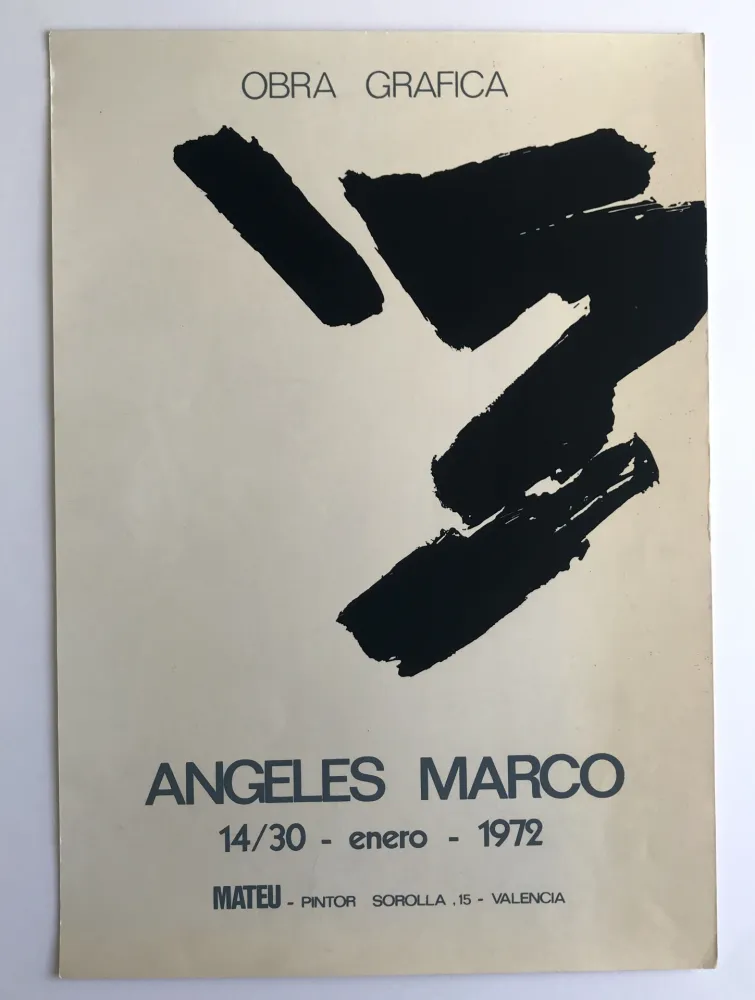 OBRA GRAFICA
ANGELES MARCO
14/30 - enero - 1972
MATEU - PINTOR SOROLLA , 15 - VALENCIA